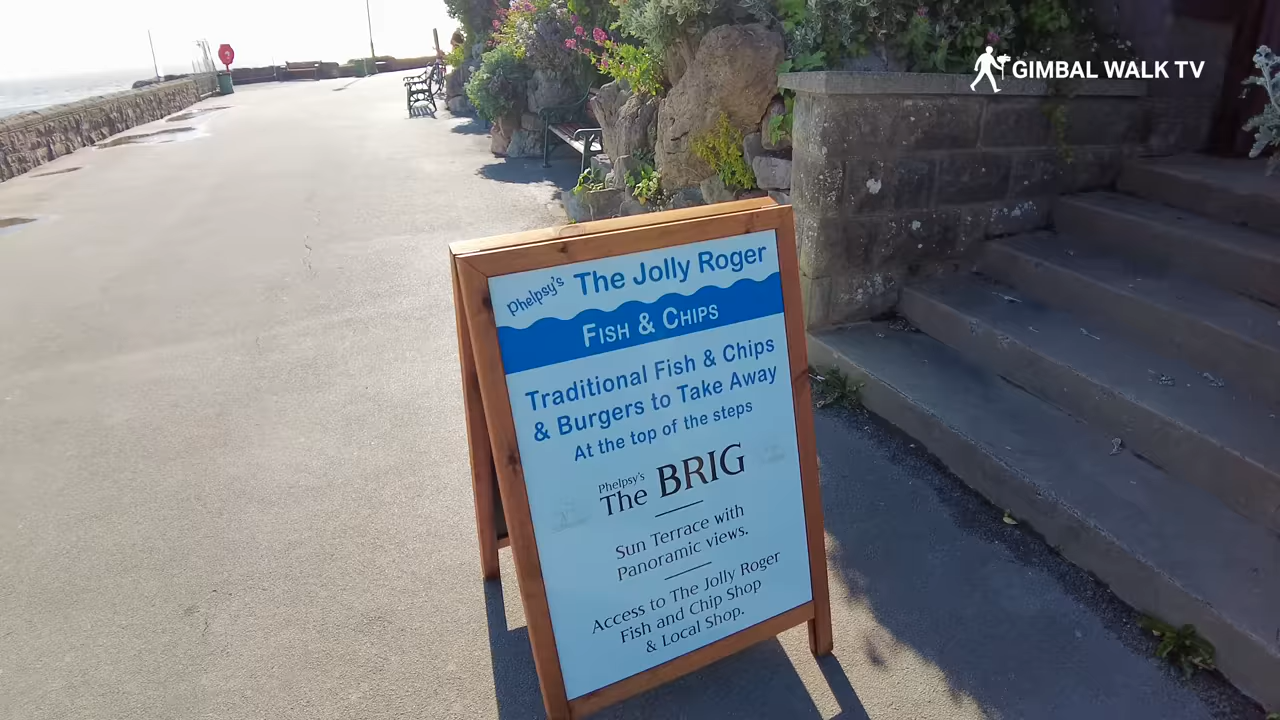 GIMBAL WALK TV
Phelpsy's The Jolly Roger
FISH & CHIPS
Traditional Fish & Chips
& Burgers to Take Away
At the top of the steps
Phelpsy's
The BRIG
Sun Terrace with
Panoramic views.
Access to The Jolly Roger
Fish and Chip Shop
& Local Shop.